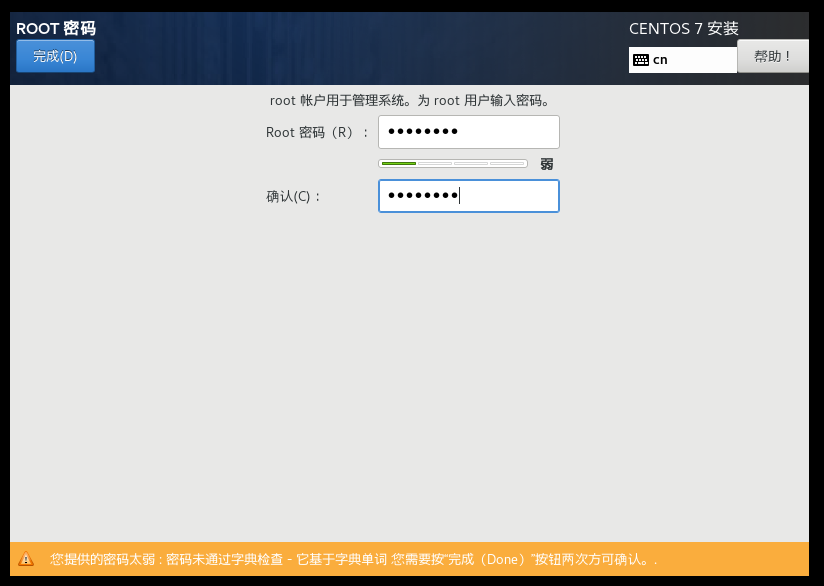 ROOT 密码
CENTOS 7 安装
完成(D)
cn
帮助！
root 帐户用于管理系统。为 root 用户输入密码。
Root 密码（R）：
●●●●●●●●
弱
确认(C)：
●●●●●●●●
您提供的密码太弱 : 密码未通过字典检查 - 它基于字典单词 您需要按“完成（Done）”按钮两次方可确认。.